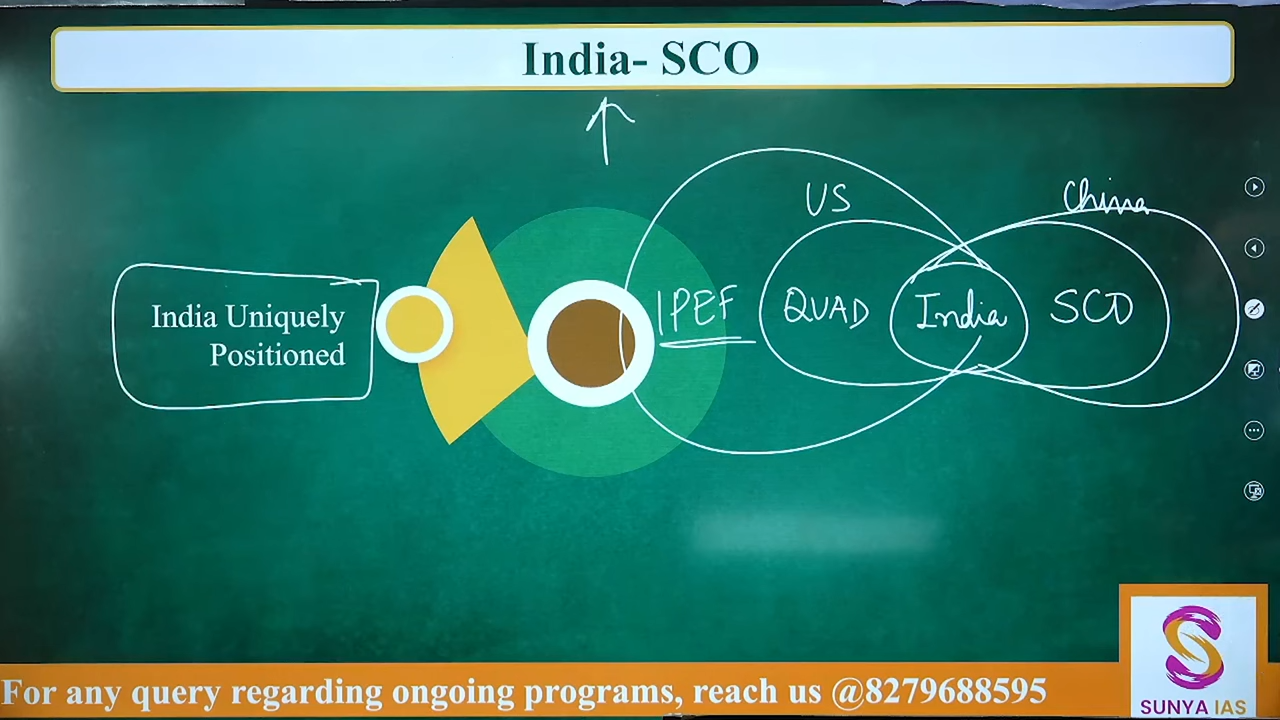 India- SCO
US
China
India Uniquely
Positioned
IPEF
QUAD
India
SCO
For any query regarding ongoing programs, reach us @8279688595
SUNYA IAS